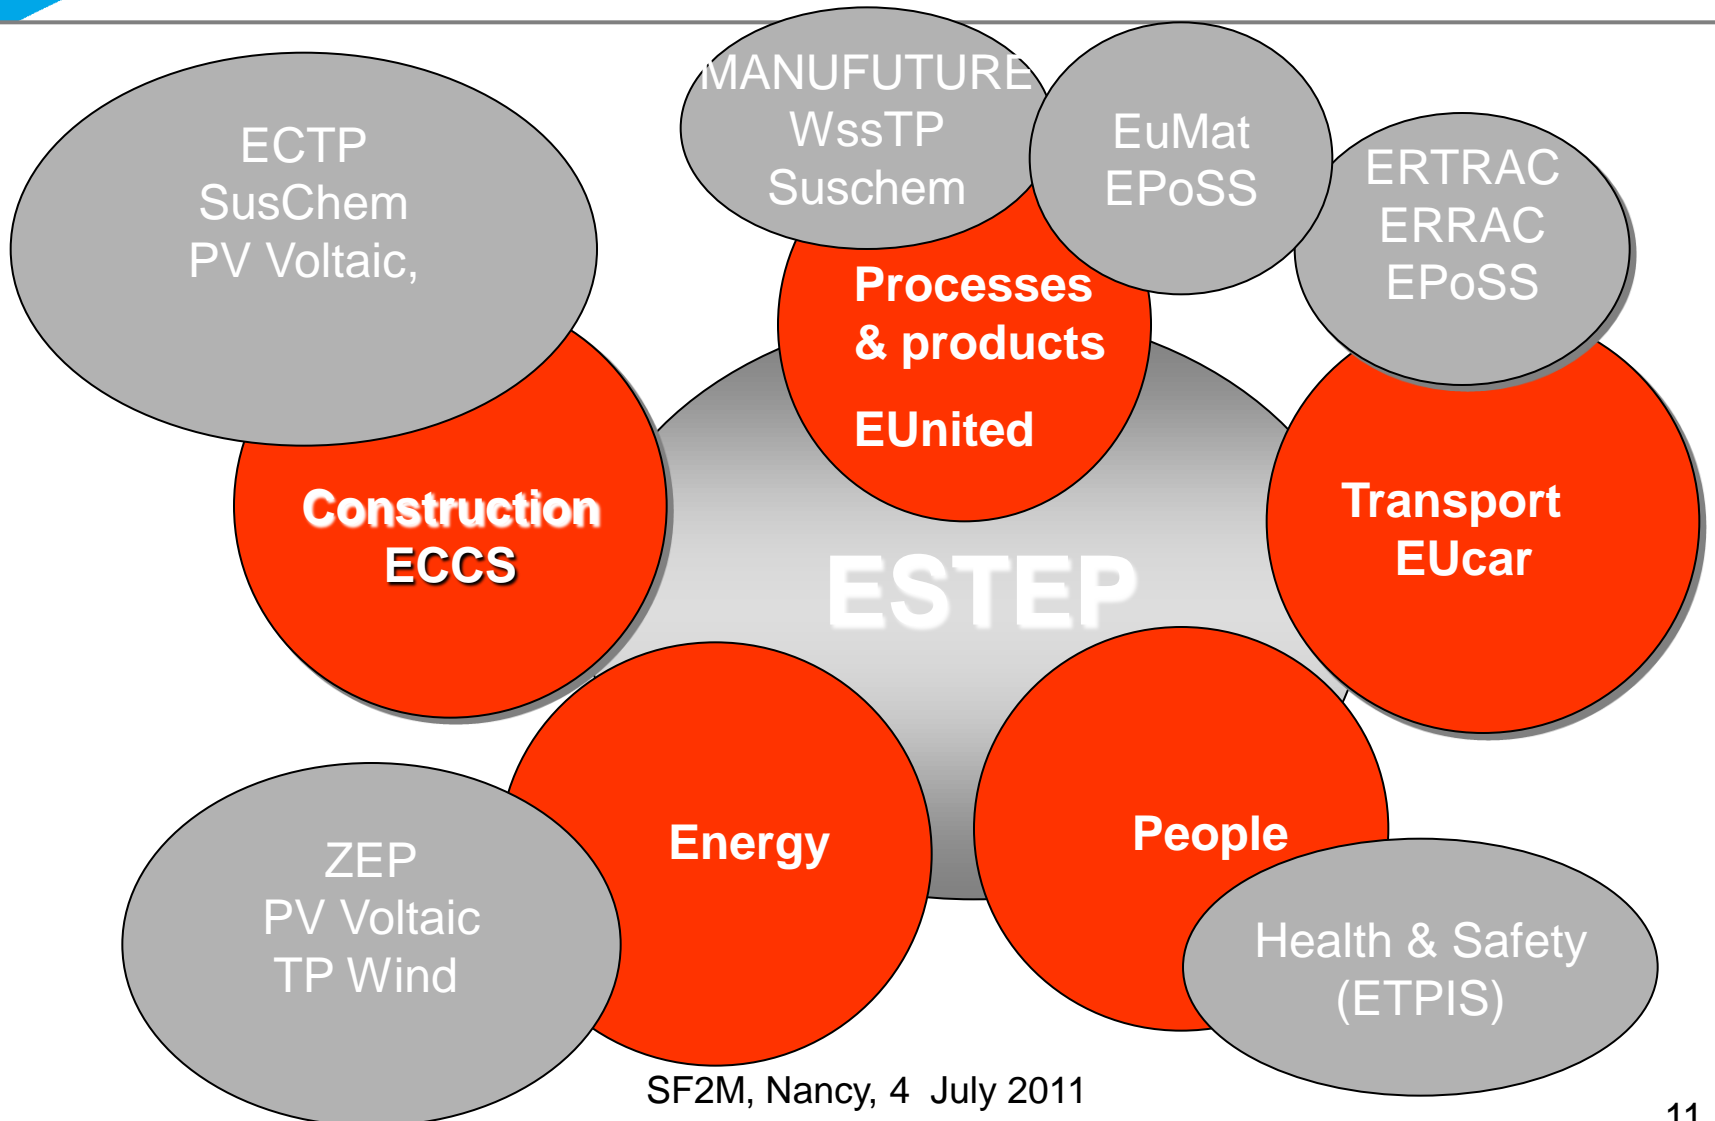 MANUFUTURE
WssTP
Suschem
EuMat
EPoSS
ECTP
SusChem
PV Voltaic,
ERTRAC
ERRAC
EPoSS
Processes
& products
EUnited
Construction
ECCS
Transport
EUcar
ESTEP
Energy
People
ZEP
PV Voltaic
TP Wind
Health & Safety
(ETPIS)
SF2M, Nancy, 4 July 2011
11